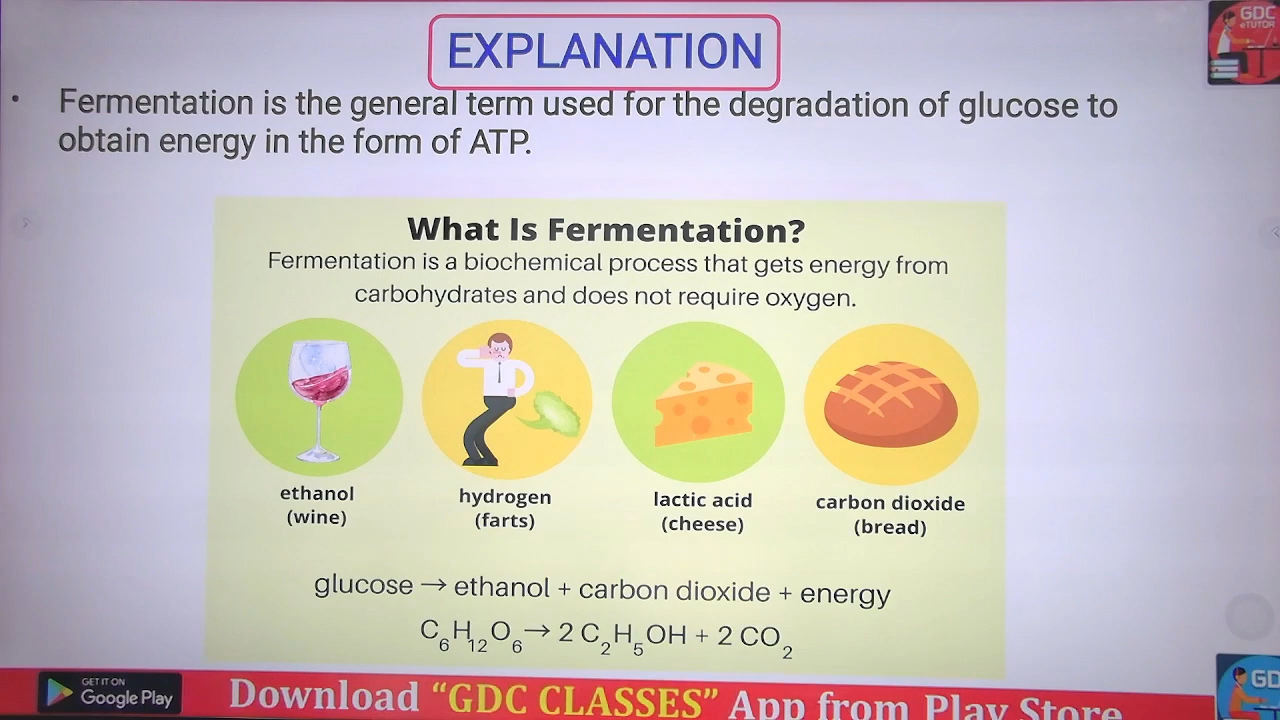 EXPLANATION
GDC
eTUTOR
• Fermentation is the general term used for the degradation of glucose to
obtain energy in the form of ATP.
What Is Fermentation?
Fermentation is a biochemical process that gets energy from
carbohydrates and does not require oxygen.
ethanol
(wine)
hydrogen
(farts)
lactic acid
(cheese)
carbon dioxide
(bread)
glucose → ethanol + carbon dioxide + energy
C₆H₁₂O₆ → 2 C₂H₅OH + 2 CO₂
GET IT ON
Google Play
Download “GDC CLASSES” App from Play Store
GD